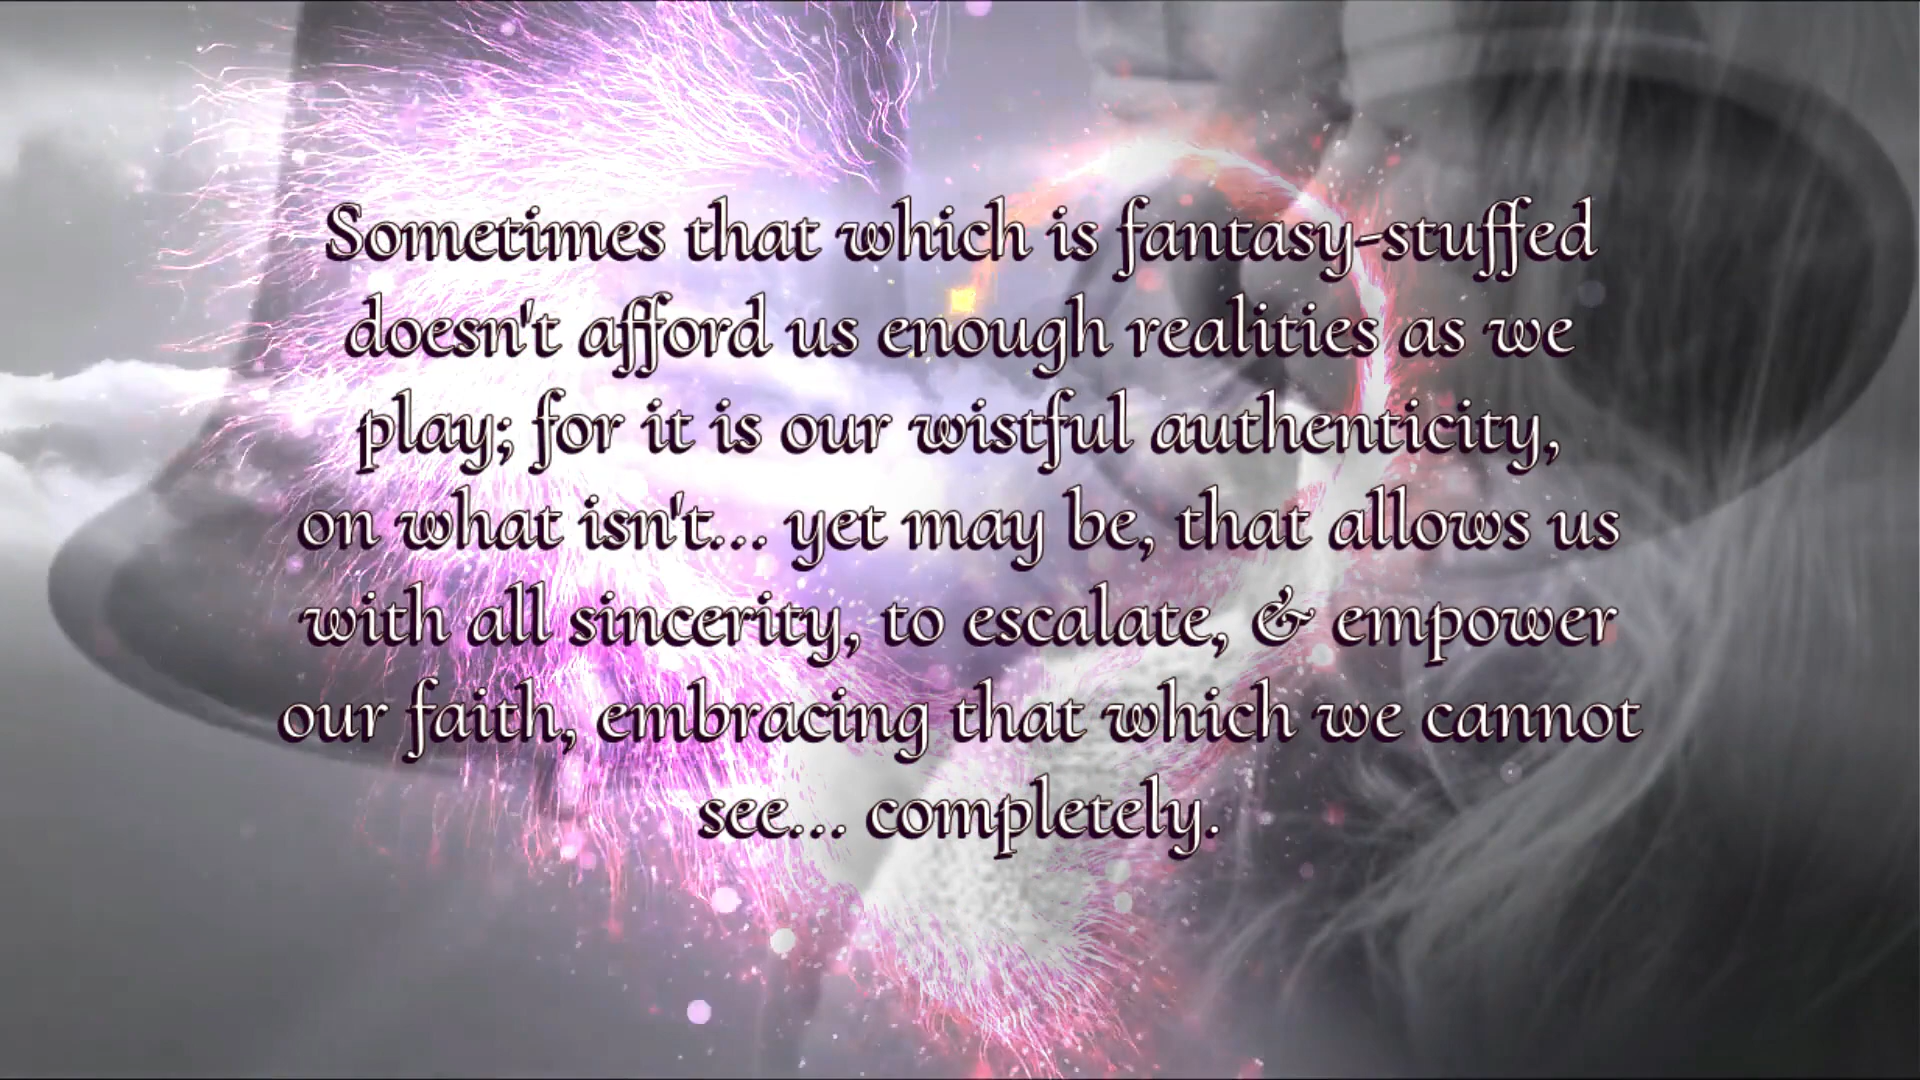 Sometimes that which is fantasy-stuffed
doesn't afford us enough realities as we
play; for it is our wistful authenticity,
on what isn't... yet may be, that allows us
with all sincerity, to escalate, & empower
our faith, embracing that which we cannot
see... completely.